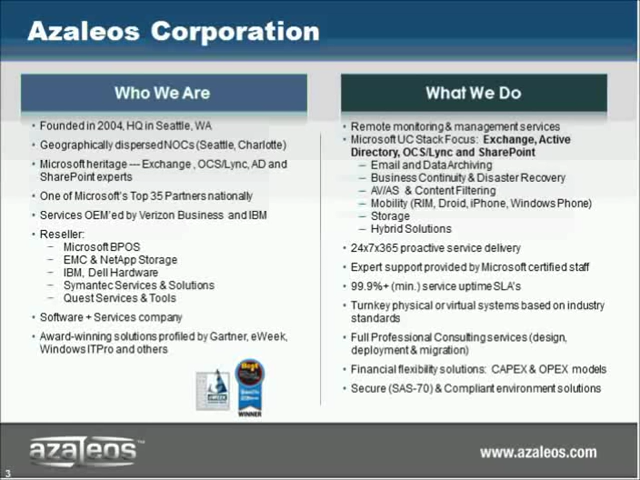 Azaleos Corporation
Who We Are
• Founded in 2004, HQ in Seattle, WA
• Geographically dispersed NOCs (Seattle, Charlotte)
• Microsoft heritage — Exchange , OCS/Lync, AD and
SharePoint experts
• One of Microsoft's Top 35 Partners nationally
• Services OEM'ed by Verizon Business and IBM
• Reseller:
– Microsoft BPOS
– EMC & NetApp Storage
– IBM, Dell Hardware
– Symantec Services & Solutions
– Quest Services & Tools
• Software + Services company
• Award-winning solutions profiled by Gartner, eWeek,
Windows ITPro and others
WINNER
What We Do
• Remote monitoring & management services
• Microsoft UC Stack Focus: Exchange, Active
Directory, OCS/Lync and SharePoint
– Email and Data Archiving
– Business Continuity & Disaster Recovery
– AV/AS & Content Filtering
– Mobility (RIM, Droid, iPhone, Windows Phone)
– Storage
– Hybrid Solutions
• 24x7x365 proactive service delivery
• Expert support provided by Microsoft certified staff
• 99.9%+ (min.) service uptime SLA's
• Turnkey physical or virtual systems based on industry
standards
• Full Professional Consulting services (design,
deployment & migration)
• Financial flexibility solutions: CAPEX & OPEX models
• Secure (SAS-70) & Compliant environment solutions
azaleos™
www.azaleos.com
3